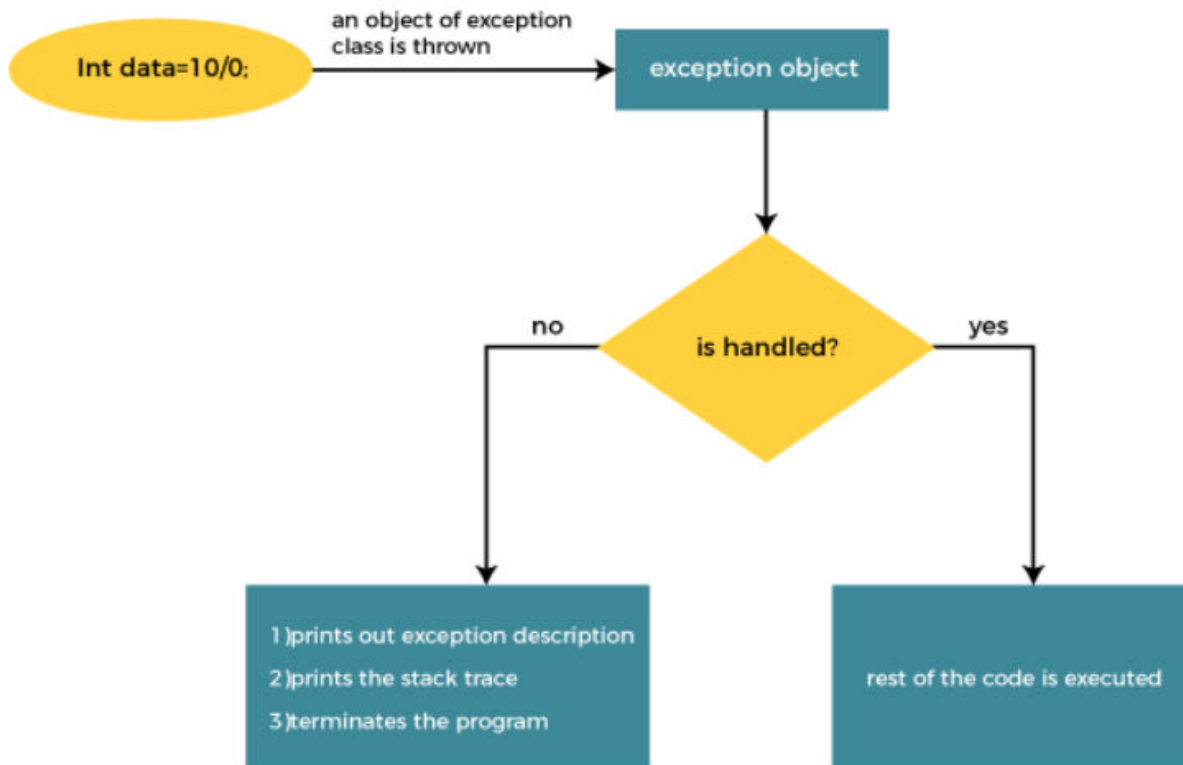 Int data=10/0;
an object of exception
class is thrown
exception object
is handled?
no
yes
1)prints out exception description
2)prints the stack trace
3)terminates the program
rest of the code is executed